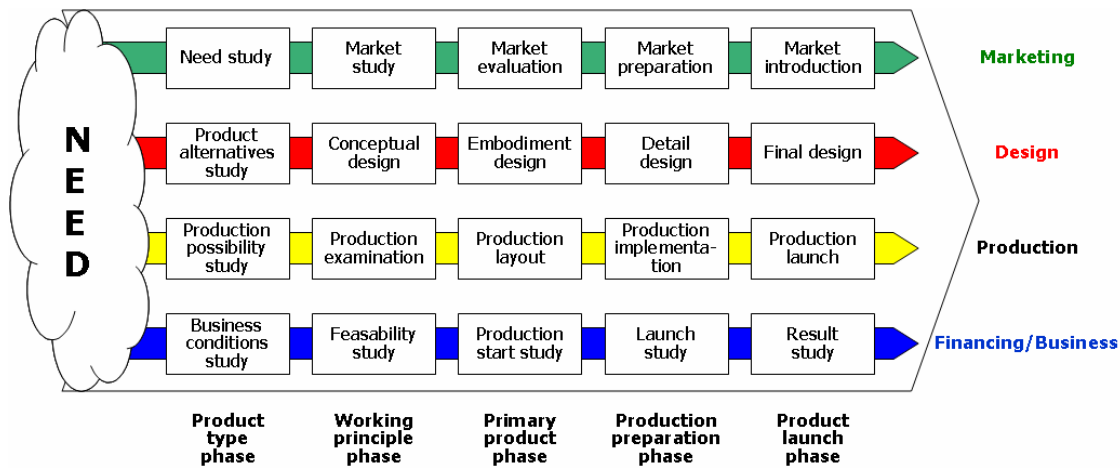 NEED
Need study
Market
study
Market
evaluation
Market
preparation
Market
introduction
Marketing
Product
alternatives
study
Conceptual
design
Embodiment
design
Detail
design
Final design
Design
Production
possibility
study
Production
examination
Production
layout
Production
implementa-
tion
Production
launch
Production
Business
conditions
study
Feasability
study
Production
start study
Launch
study
Result
study
Financing/Business
Product
type
phase
Working
principle
phase
Primary
product
phase
Production
preparation
phase
Product
launch
phase